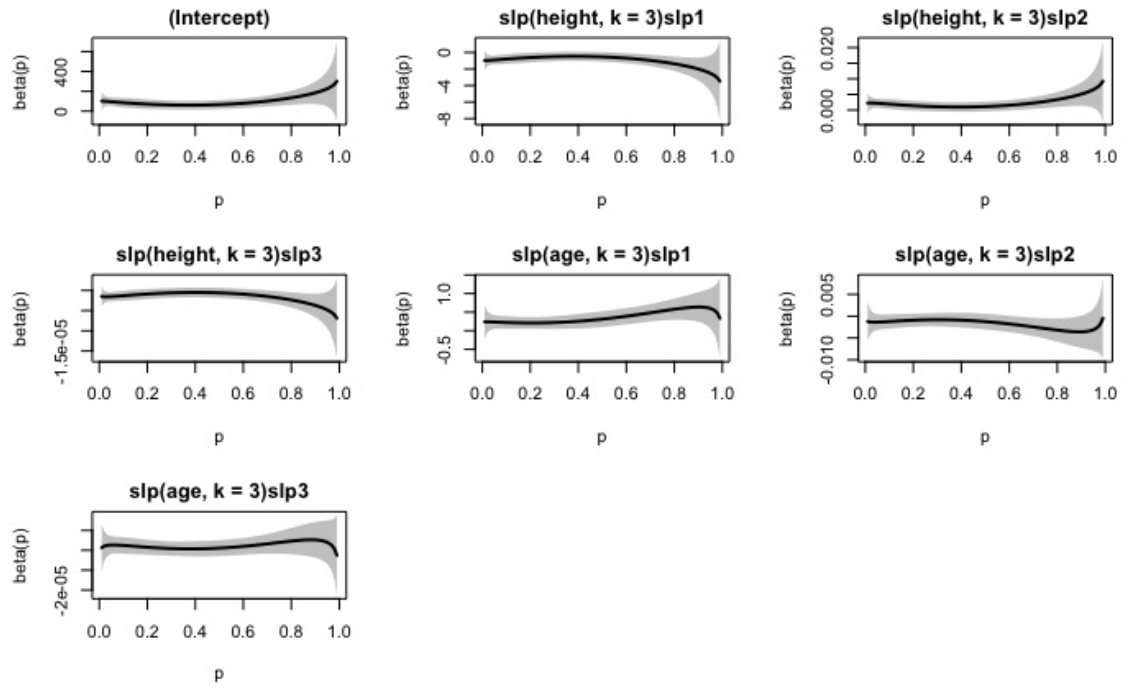 (Intercept)
beta(p)
400
0
0.0 0.2 0.4 0.6 0.8 1.0
p
slp(height, k = 3)slp1
beta(p)
0
-4
-8
0.0 0.2 0.4 0.6 0.8 1.0
p
slp(height, k = 3)slp2
beta(p)
0.020
0.000
0.0 0.2 0.4 0.6 0.8 1.0
p
slp(height, k = 3)slp3
beta(p)
-1.5e-05
0.0 0.2 0.4 0.6 0.8 1.0
p
slp(age, k = 3)slp1
beta(p)
1.0
-0.5
0.0 0.2 0.4 0.6 0.8 1.0
p
slp(age, k = 3)slp2
beta(p)
0.005
-0.010
0.0 0.2 0.4 0.6 0.8 1.0
p
slp(age, k = 3)slp3
beta(p)
-2e-05
0.0 0.2 0.4 0.6 0.8 1.0
p